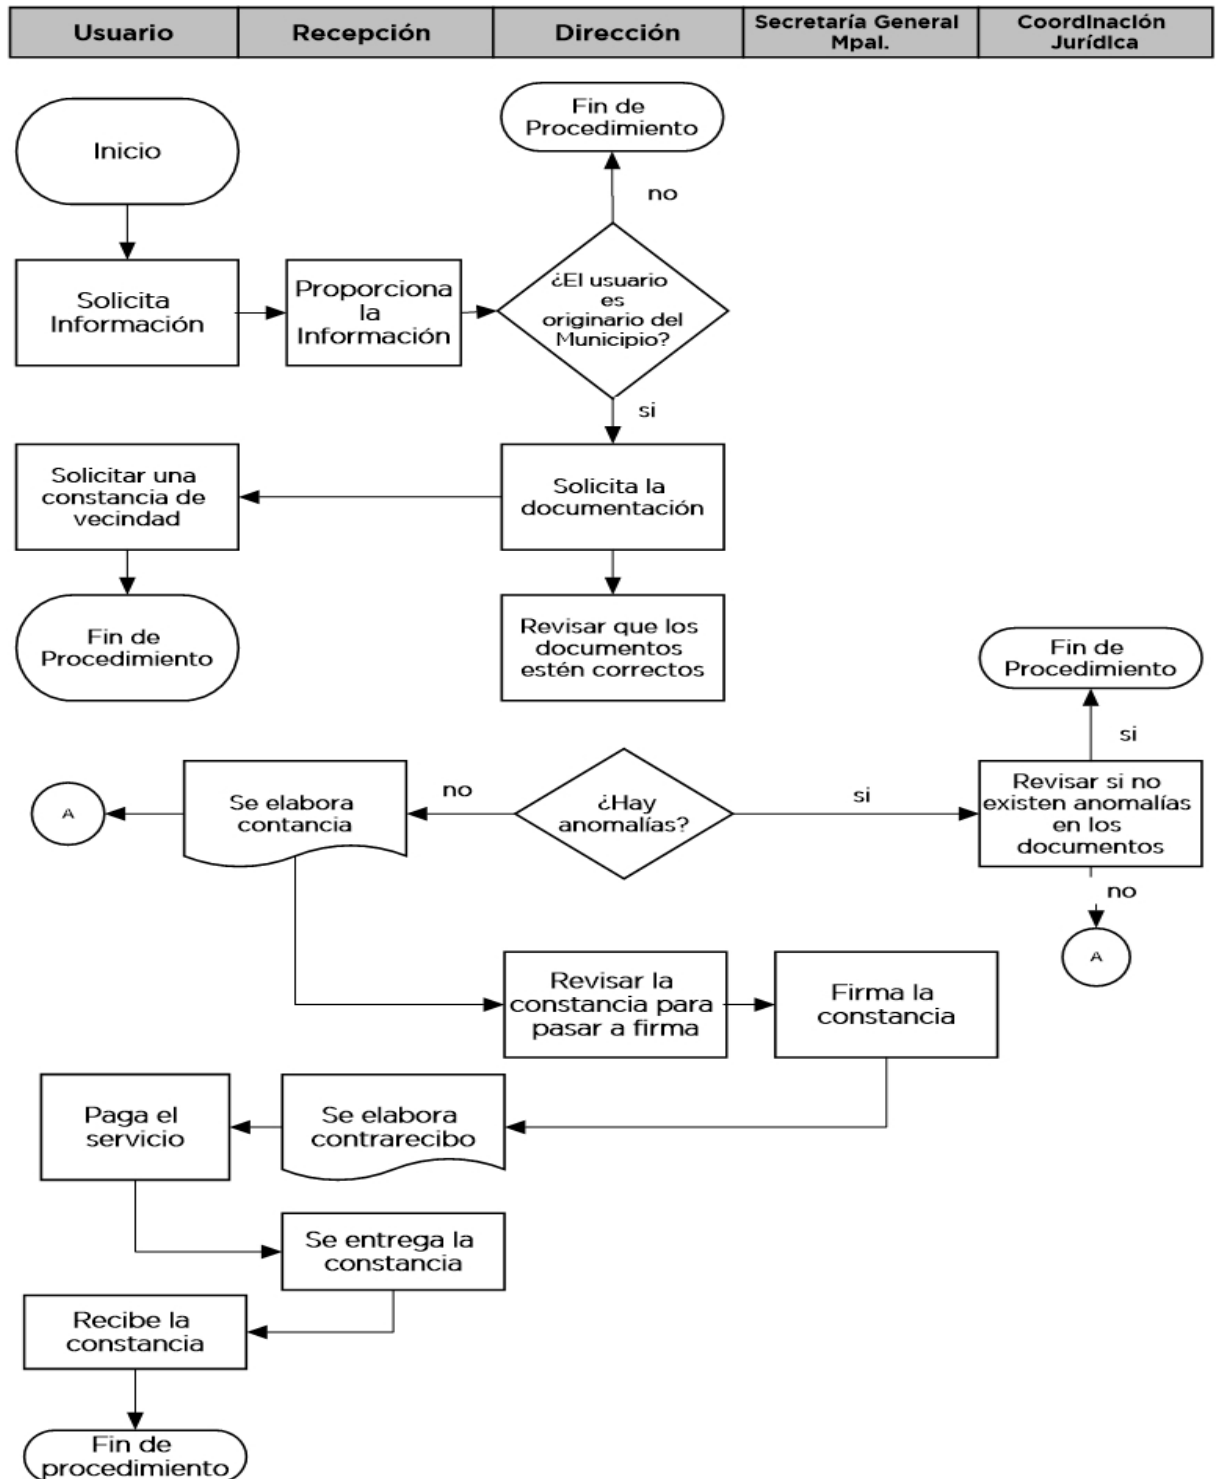 Usuario
Recepción
Dirección
Secretaría General
Mpal.
Coordinación
Jurídica
Inicio
Fin de
Procedimiento
no
Solicita
Información
Proporciona
la
Información
¿El usuario
es
originario del
Municipio?
si
Solicitar una
constancia de
vecindad
Solicita la
documentación
Fin de
Procedimiento
Revisar que los
documentos
estén correctos
Fin de
Procedimiento
si
A
Se elabora
contancia
no
¿Hay
anomalías?
si
Revisar si no
existen anomalías
en los
documentos
no
A
Revisar la
constancia para
pasar a firma
Firma la
constancia
Paga el
servicio
Se elabora
contrarecibo
Se entrega la
constancia
Recibe la
constancia
Fin de
procedimiento